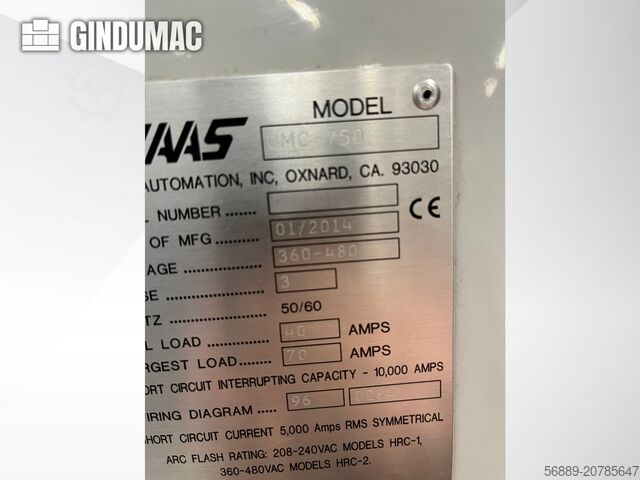 GINDUMAC
MODEL
HAAS UMC-750
AUTOMATION, INC, OXNARD, CA. 93030
L NUMBER .......
CE
OF MFG ....... 01/2014
AGE ........... 360-480
SE .............. 3
TZ .............. 50/60
L LOAD ........ 40 AMPS
RGEST LOAD.... 70 AMPS
ORT CIRCUIT INTERRUPTING CAPACITY - 10,000 AMPS
IRING DIAGRAM ..... 96
SHORT CIRCUIT CURRENT 5,000 Amps RMS SYMMETRICAL
ARC FLASH RATING: 208-240VAC MODELS HRC-1,
360-480VAC MODELS HRC-2.
56889-20785647